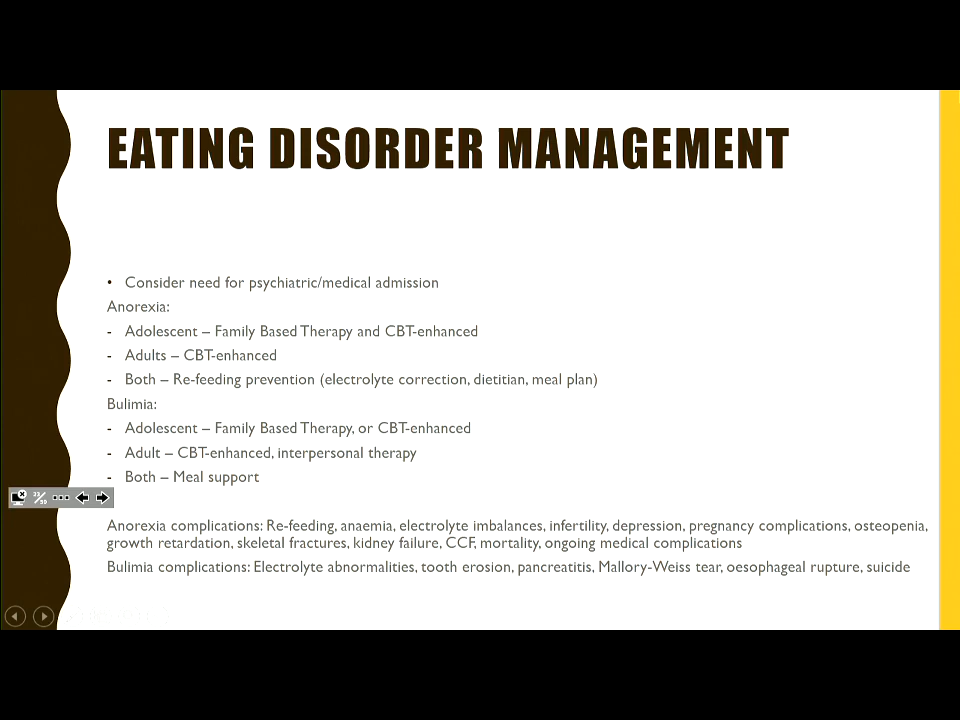 EATING DISORDER MANAGEMENT
• Consider need for psychiatric/medical admission
Anorexia:
- Adolescent – Family Based Therapy and CBT-enhanced
- Adults – CBT-enhanced
- Both – Re-feeding prevention (electrolyte correction, dietitian, meal plan)
Bulimia:
- Adolescent – Family Based Therapy, or CBT-enhanced
- Adult – CBT-enhanced, interpersonal therapy
- Both – Meal support
Anorexia complications: Re-feeding, anaemia, electrolyte imbalances, infertility, depression, pregnancy complications, osteopenia,
growth retardation, skeletal fractures, kidney failure, CCF, mortality, ongoing medical complications
Bulimia complications: Electrolyte abnormalities, tooth erosion, pancreatitis, Mallory-Weiss tear, oesophageal rupture, suicide